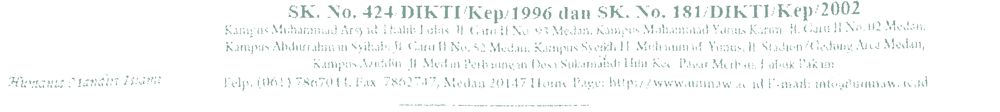 SK. No. 424/DIKTI/Kep/1996 dan SK. No. 181/DIKTI/Kep/2002
Kampus Muhammad Arsyad Thalib Lubis Jl. Garu II No. 93 Medan, Kampus Mohammad Yunus Karim Jl. Garu II No. 02 Medan,
Kampus Abdurrahman Syihab Jl. Garu II No. 52 Medan, Kampus Syeikh H. Muhammad Yunus, Jl. Stadion/Gedung Arca Medan,
Kampus Aziddin Jl. Medan Perbaungan Desa Sukamandi Hilir Kec. Pagar Merbau, Lubuk Pakam
Humanis Mandiri Islami
Telp. (061) 7867044, Fax. 7862747, Medan 20147 Home Page: http://www.umnaw.ac.id E-mail: info@umnaw.ac.id